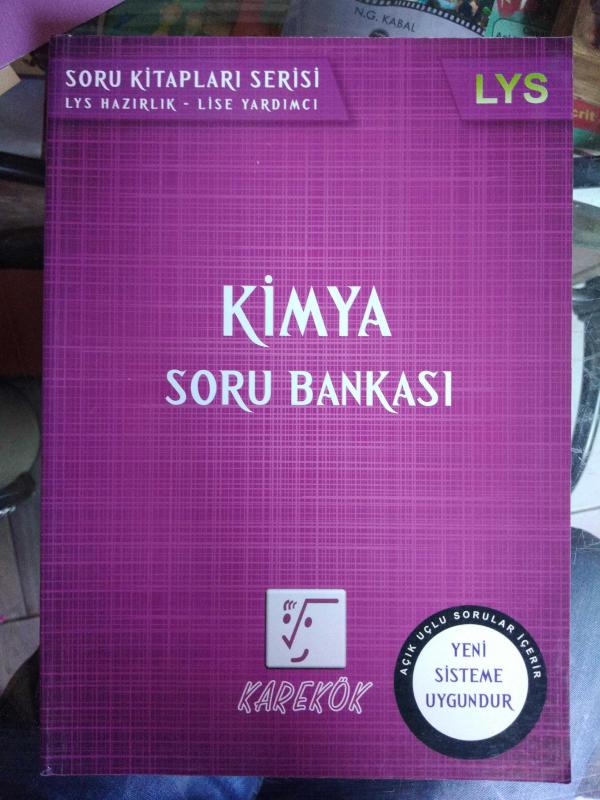 N.G. KABAL
SORU KİTAPLARI SERİSİ
LYS HAZIRLIK - LİSE YARDIMCI
LYS
KİMYA
SORU BANKASI
KAREKÖK
AÇIK UÇLU SORULAR İÇERİR
YENİ
SİSTEME
UYGUNDUR